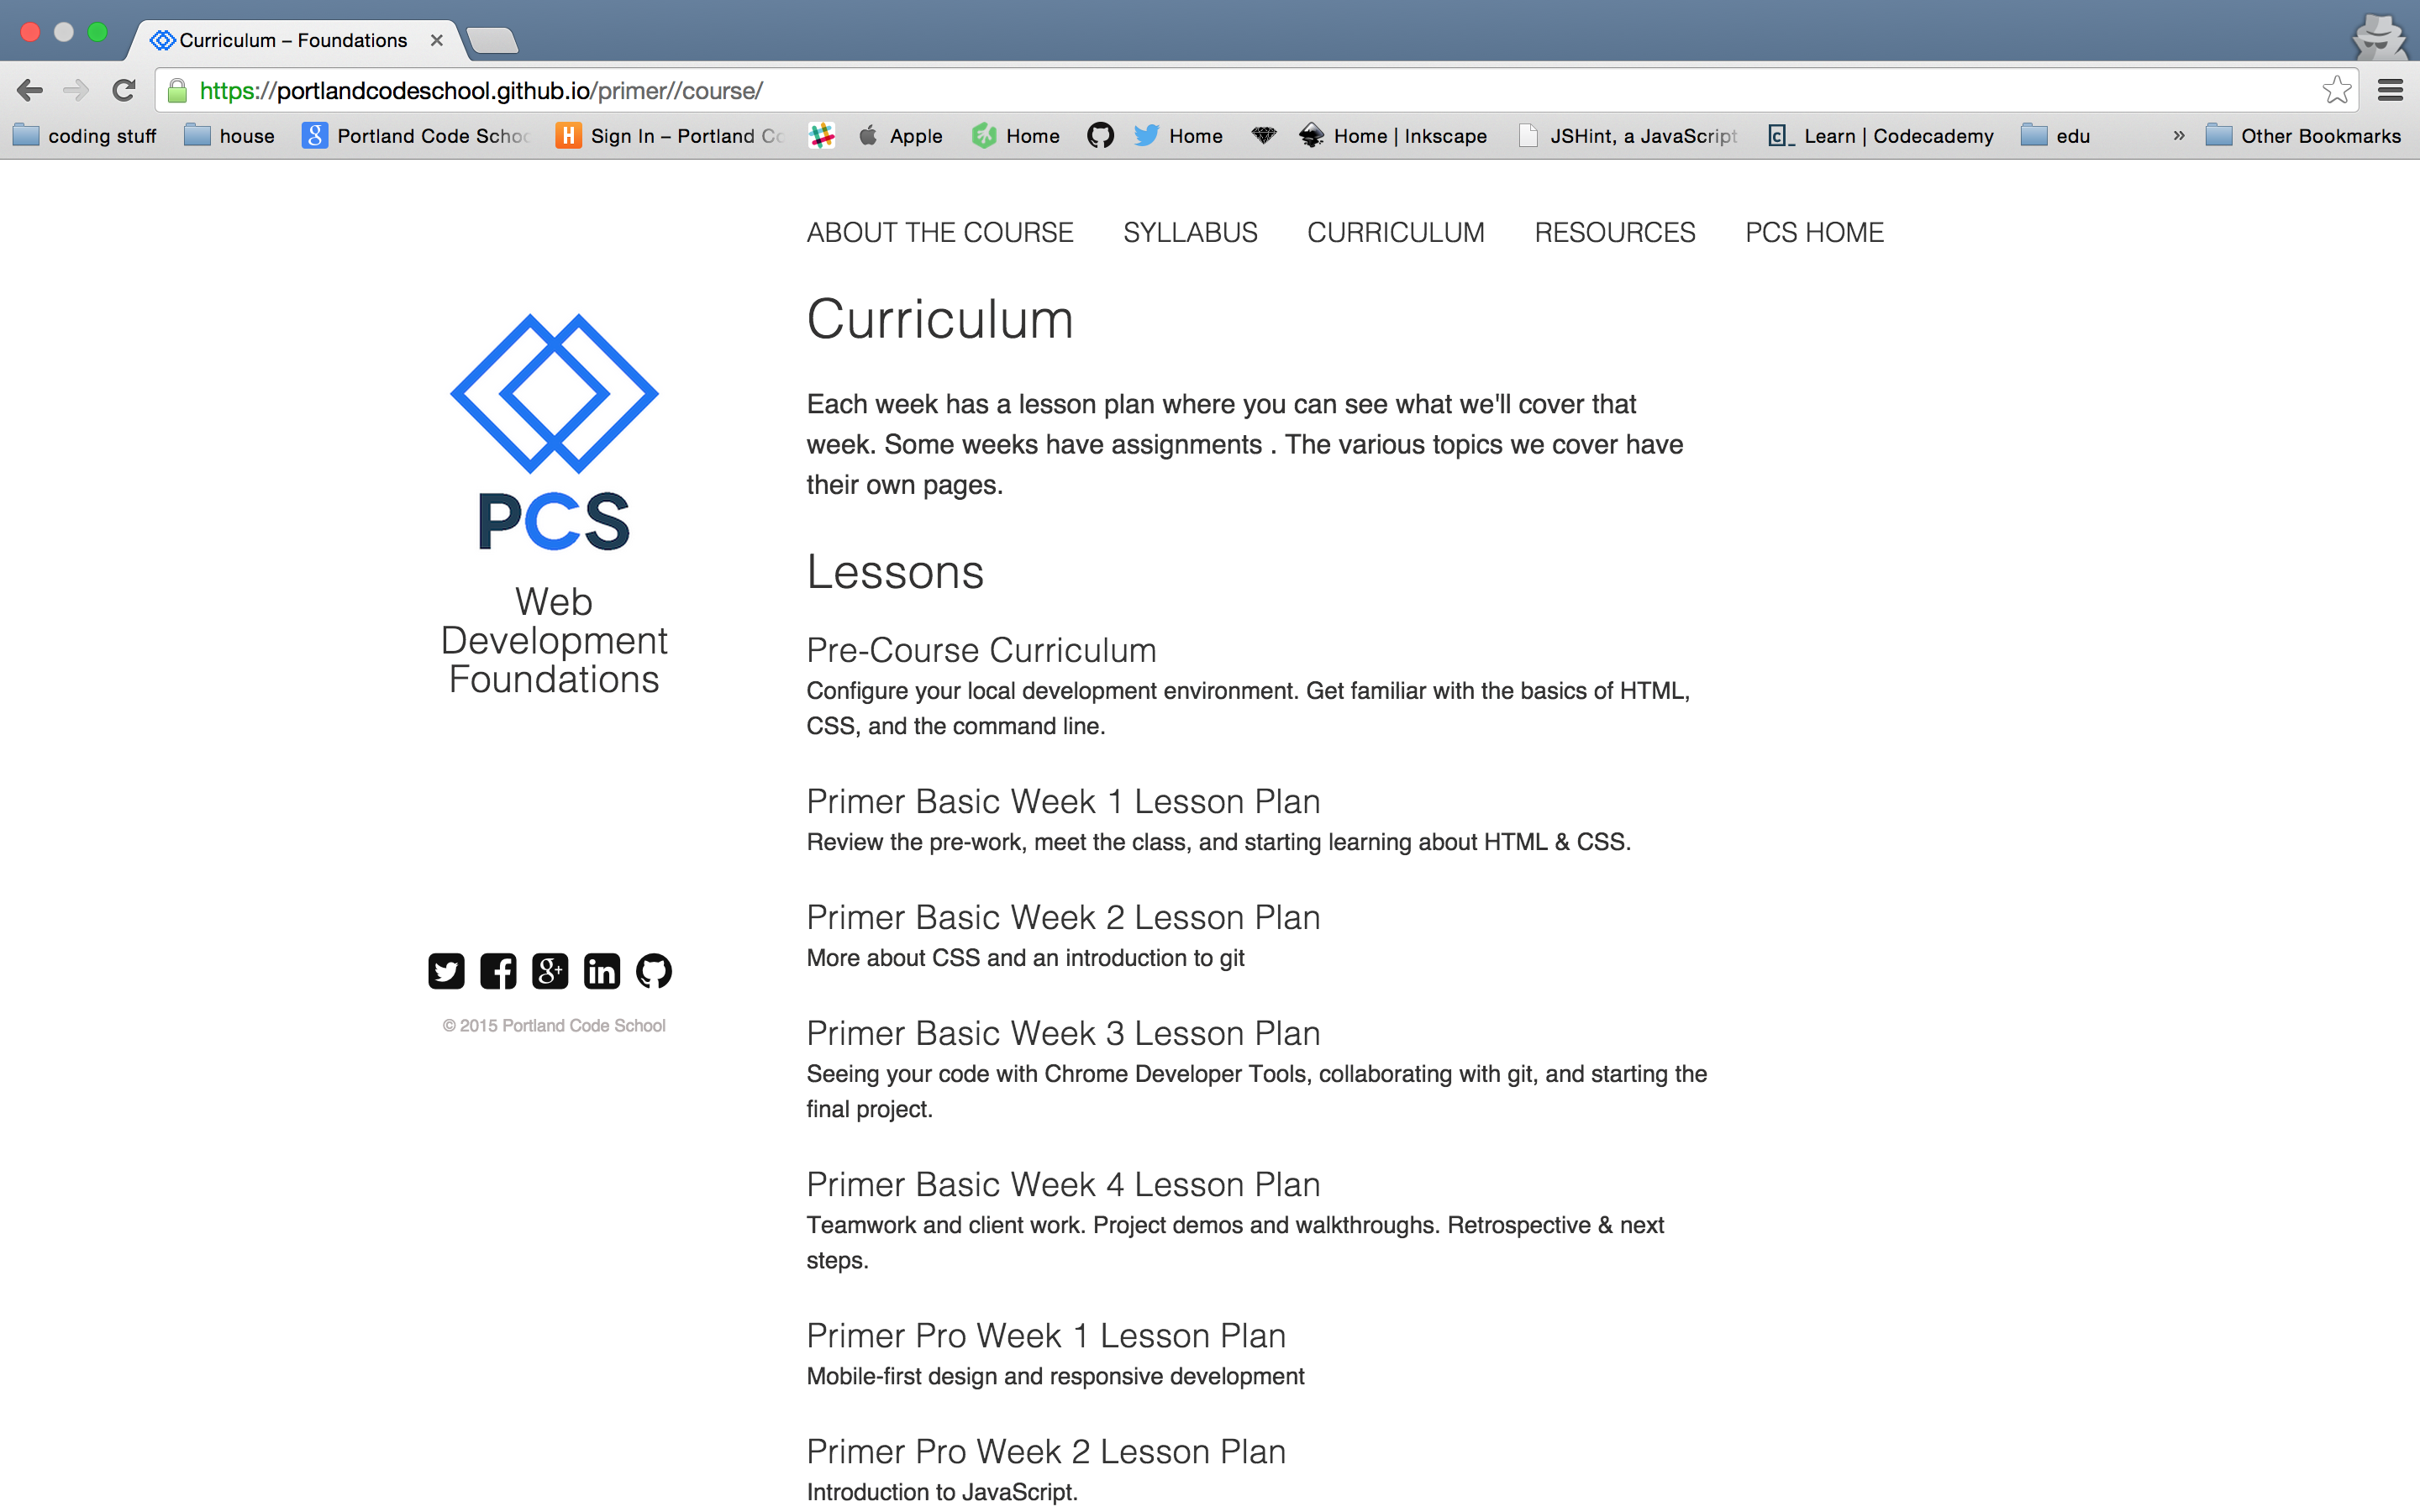 Curriculum – Foundations
https://portlandcodeschool.github.io/primer//course/
coding stuff house Portland Code Schoo Sign In – Portland Co Apple Home Home Home | Inkscape JSHint, a JavaScript Learn | Codecademy edu » Other Bookmarks
ABOUT THE COURSE SYLLABUS CURRICULUM RESOURCES PCS HOME
Curriculum
Each week has a lesson plan where you can see what we'll cover that
week. Some weeks have assignments . The various topics we cover have
their own pages.
PCS
Web
Development
Foundations
Lessons
Pre-Course Curriculum
Configure your local development environment. Get familiar with the basics of HTML,
CSS, and the command line.
Primer Basic Week 1 Lesson Plan
Review the pre-work, meet the class, and starting learning about HTML & CSS.
Primer Basic Week 2 Lesson Plan
More about CSS and an introduction to git
© 2015 Portland Code School
Primer Basic Week 3 Lesson Plan
Seeing your code with Chrome Developer Tools, collaborating with git, and starting the
final project.
Primer Basic Week 4 Lesson Plan
Teamwork and client work. Project demos and walkthroughs. Retrospective & next
steps.
Primer Pro Week 1 Lesson Plan
Mobile-first design and responsive development
Primer Pro Week 2 Lesson Plan
Introduction to JavaScript.